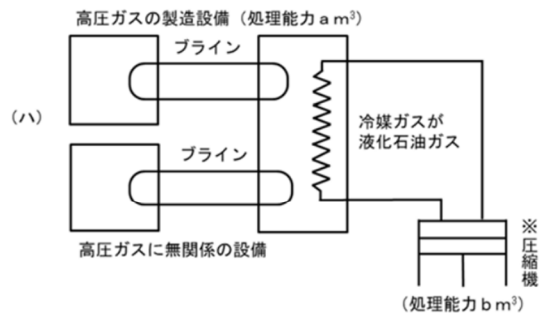 高圧ガスの製造設備（処理能力ａｍ³）
ブライン
（ハ）
冷媒ガスが
液化石油ガス
ブライン
高圧ガスに無関係の設備
※圧縮機
（処理能力ｂｍ³）